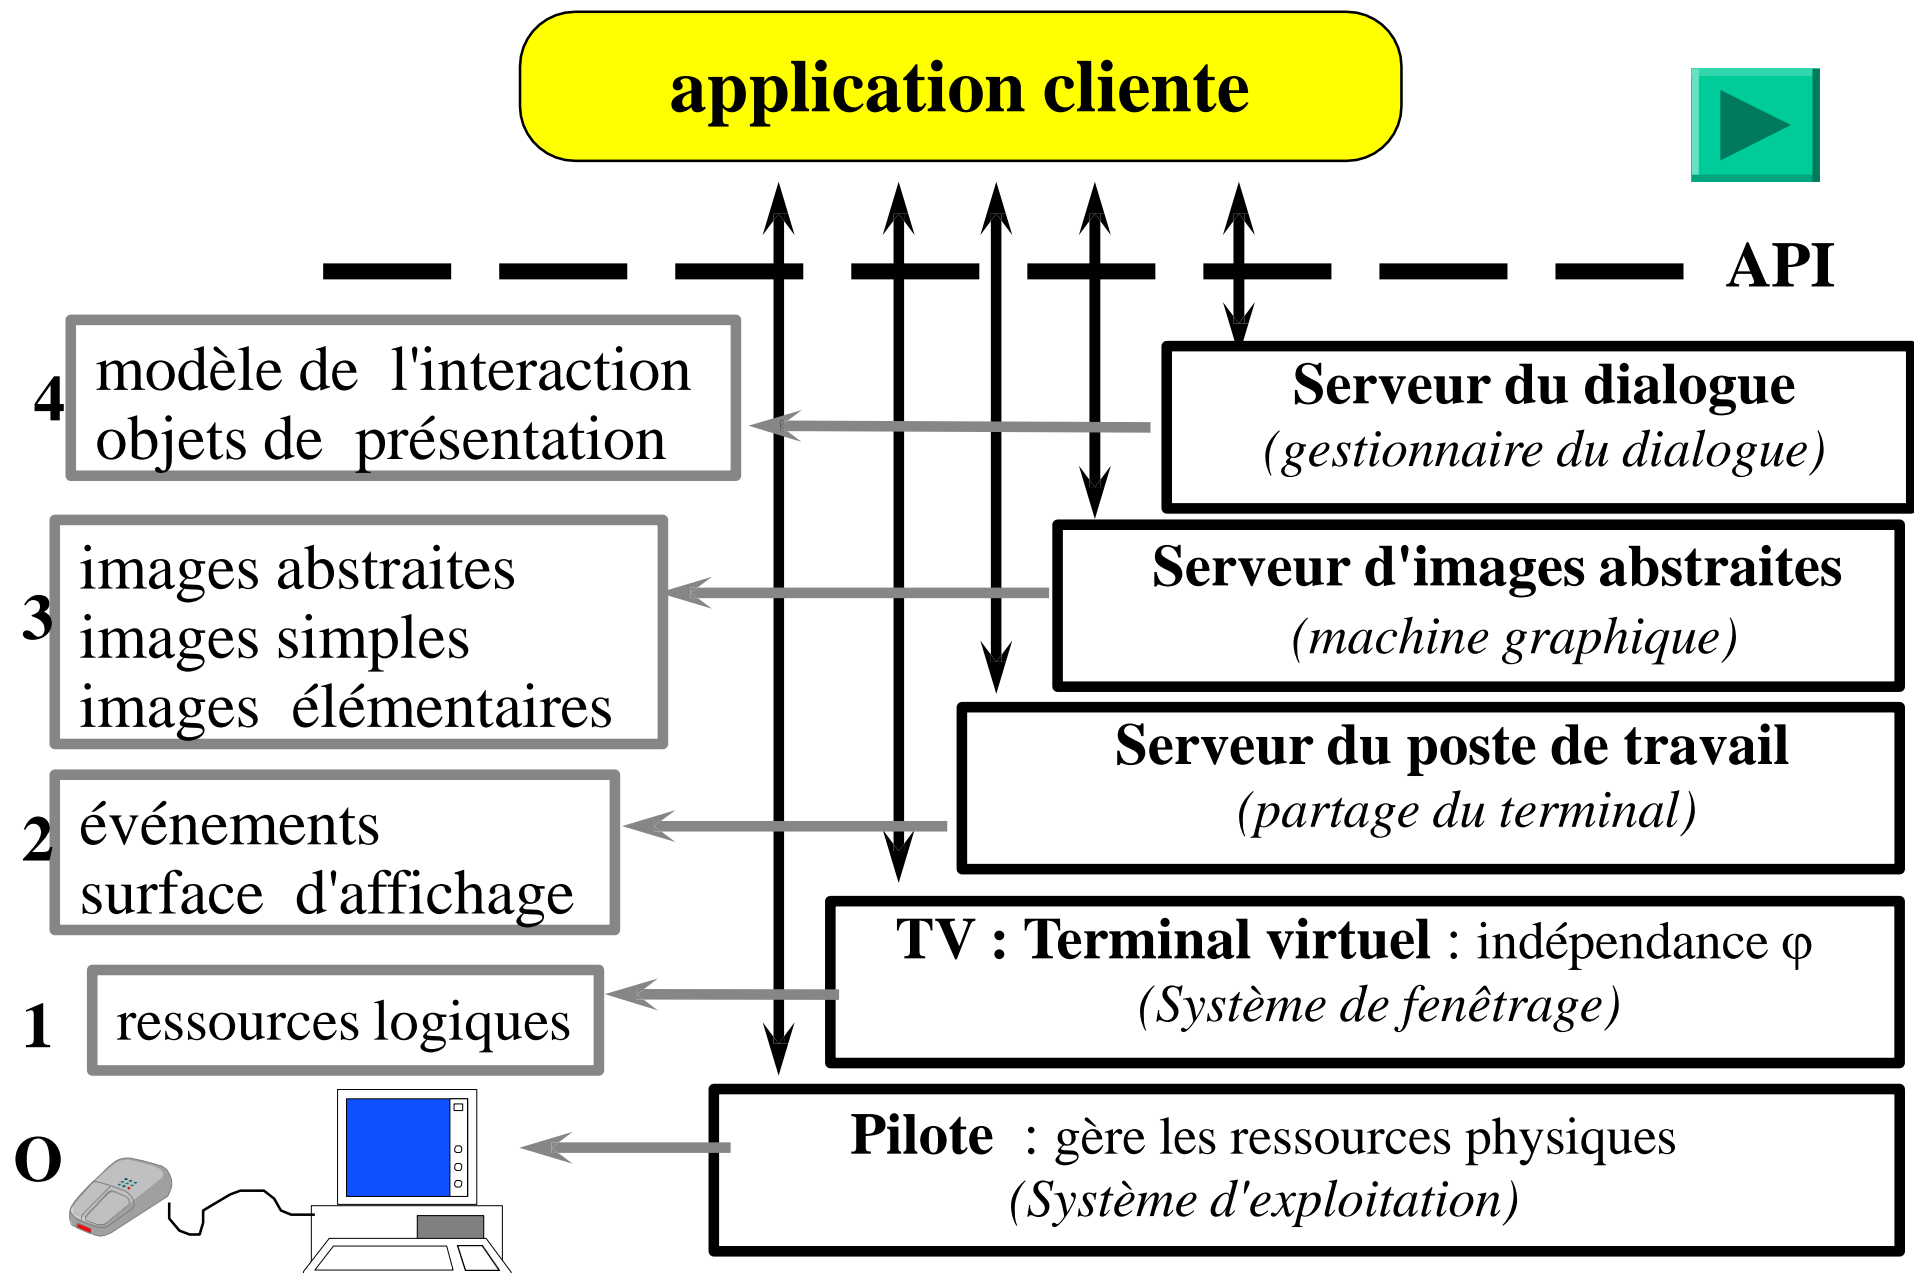 application cliente
API
4
modèle de l'interaction
objets de présentation
Serveur du dialogue
(gestionnaire du dialogue)
3
images abstraites
images simples
images élémentaires
Serveur d'images abstraites
(machine graphique)
2
événements
surface d'affichage
Serveur du poste de travail
(partage du terminal)
1
ressources logiques
TV : Terminal virtuel : indépendance φ
(Système de fenêtrage)
O
Pilote : gère les ressources physiques
(Système d'exploitation)